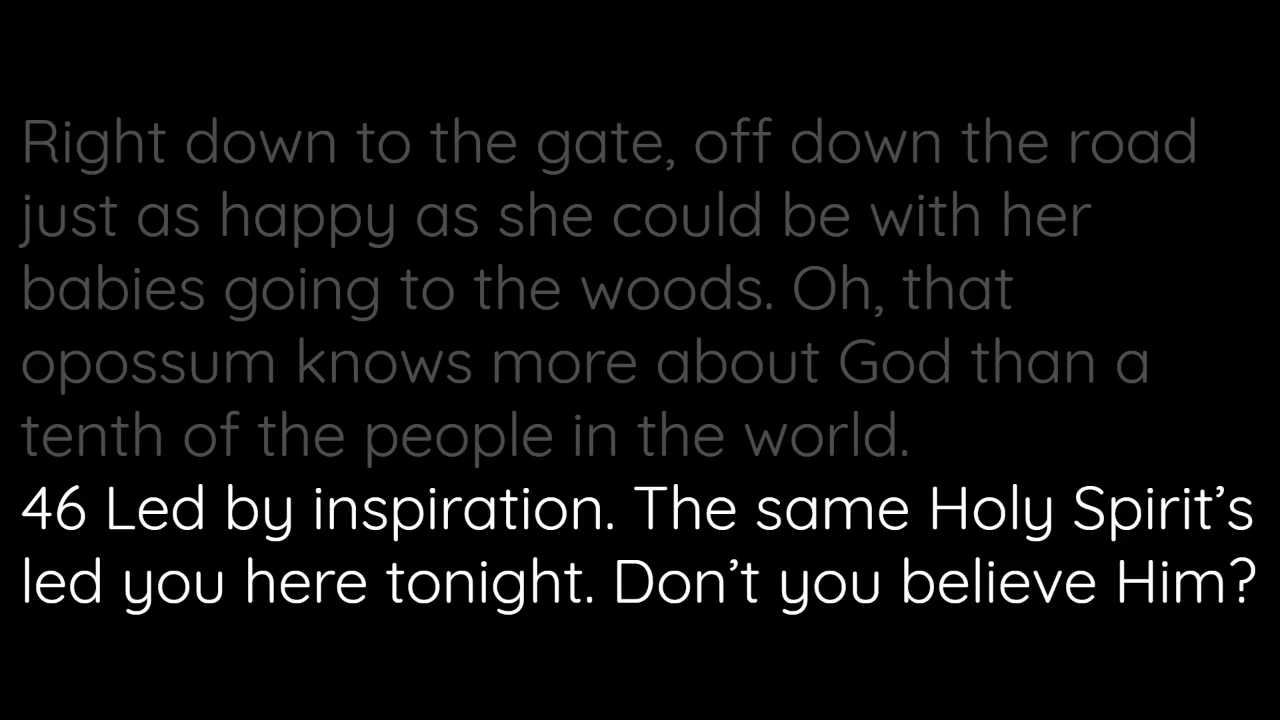 Right down to the gate, off down the road
just as happy as she could be with her
babies going to the woods. Oh, that
opossum knows more about God than a
tenth of the people in the world.
46 Led by inspiration. The same Holy Spirit’s
led you here tonight. Don’t you believe Him?